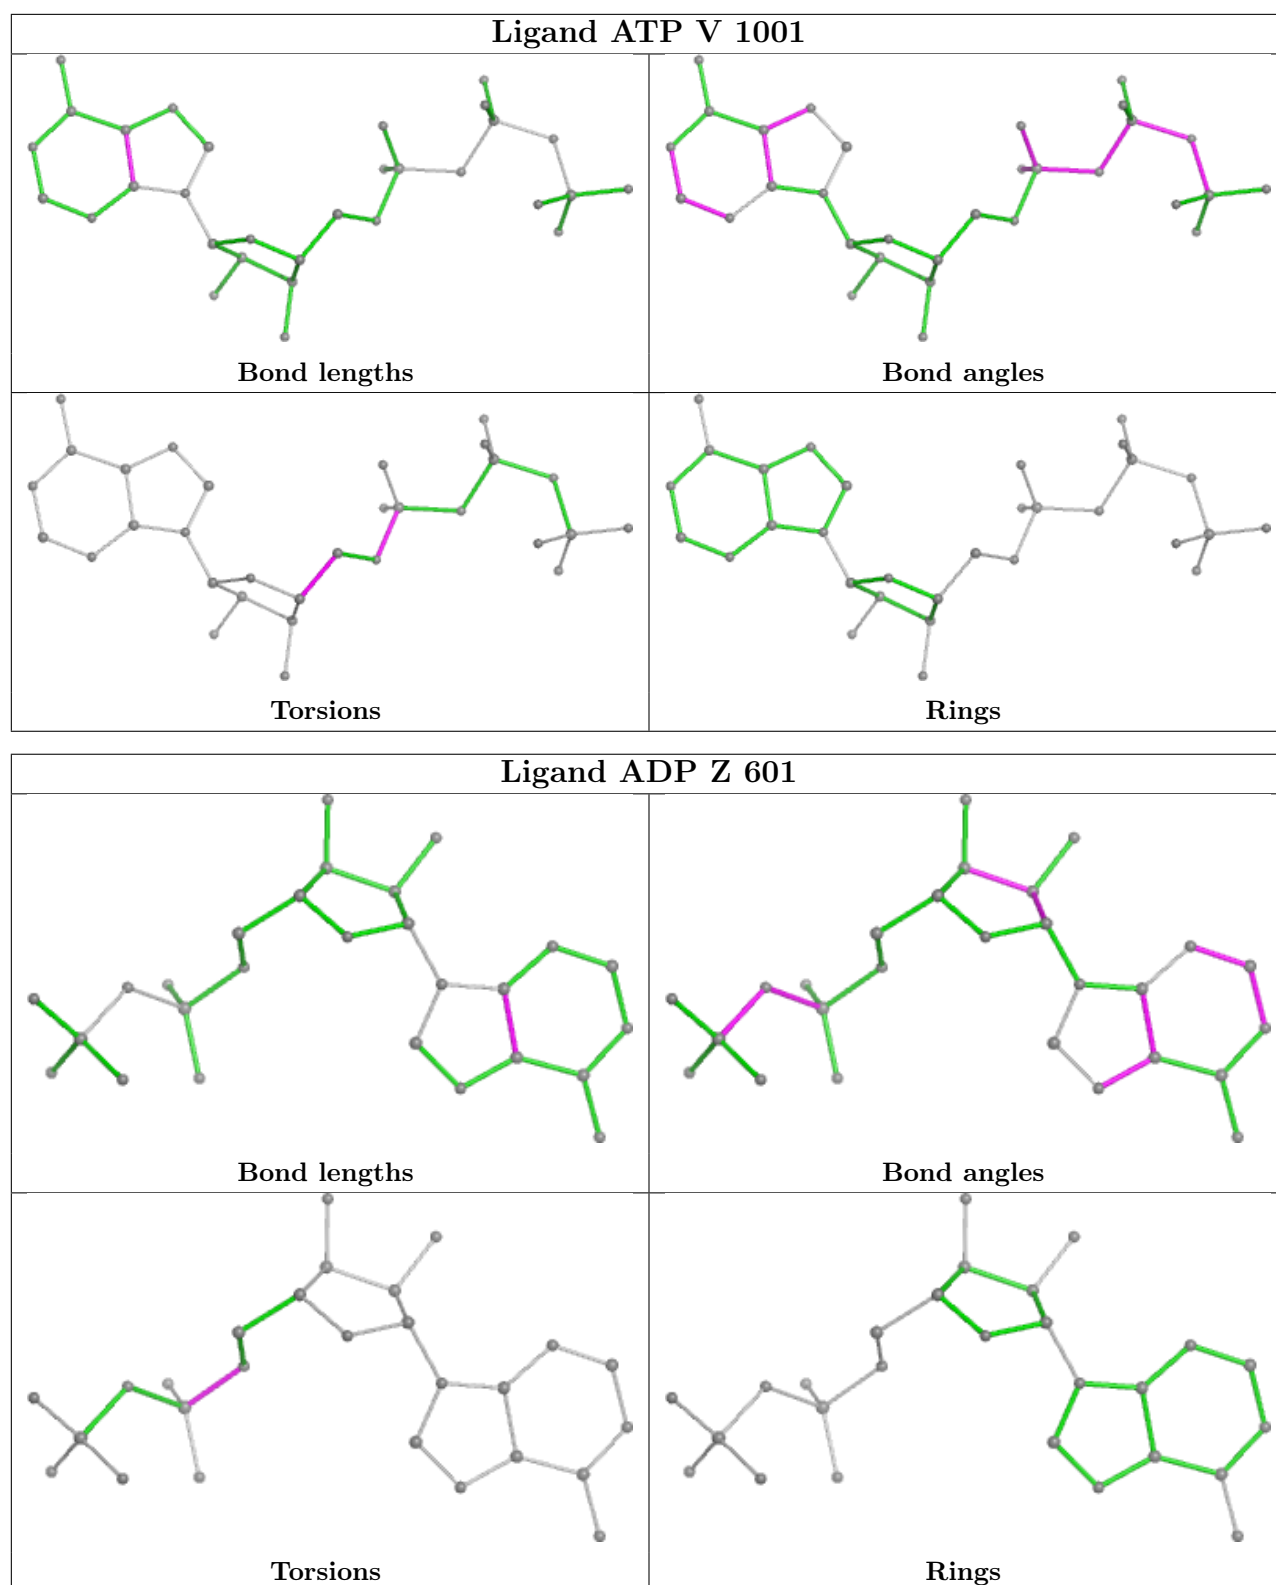 Ligand ATP V 1001
Bond lengths
Bond angles
Torsions
Rings
Ligand ADP Z 601
Bond lengths
Bond angles
Torsions
Rings